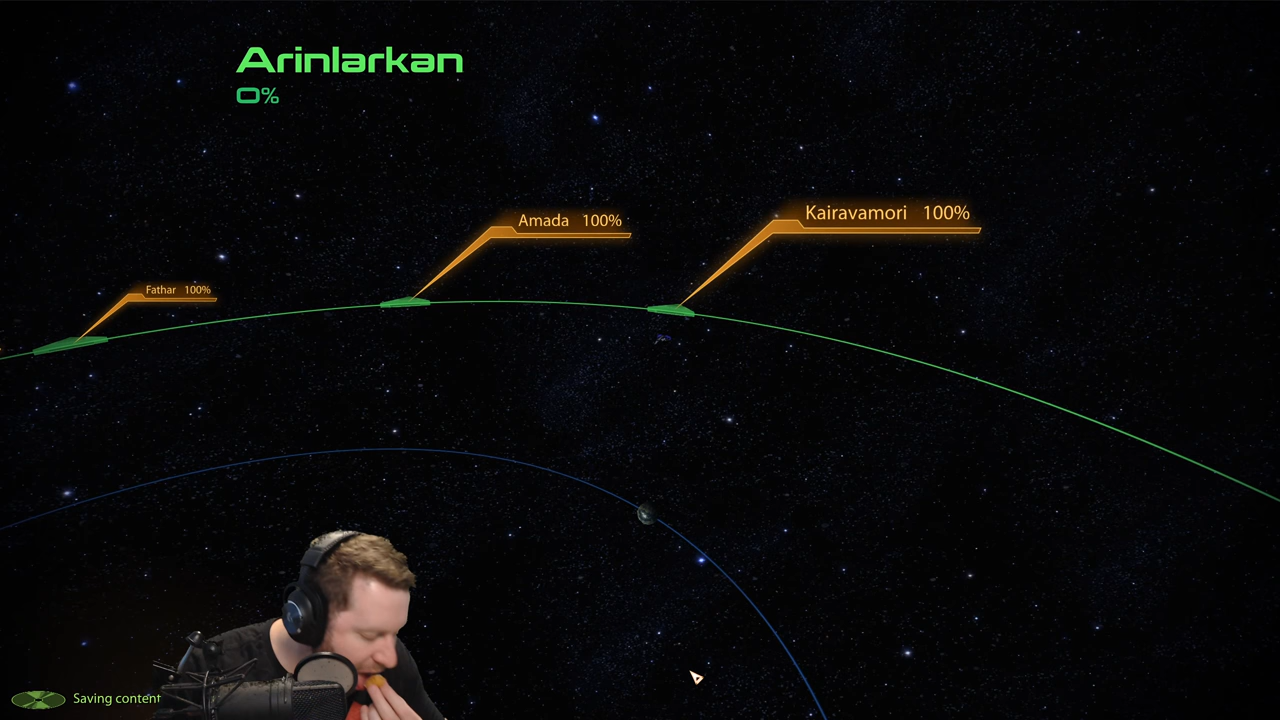 Arinlarkan
0%
Kairavamori 100%
Amada 100%
Fathar 100%
Saving content